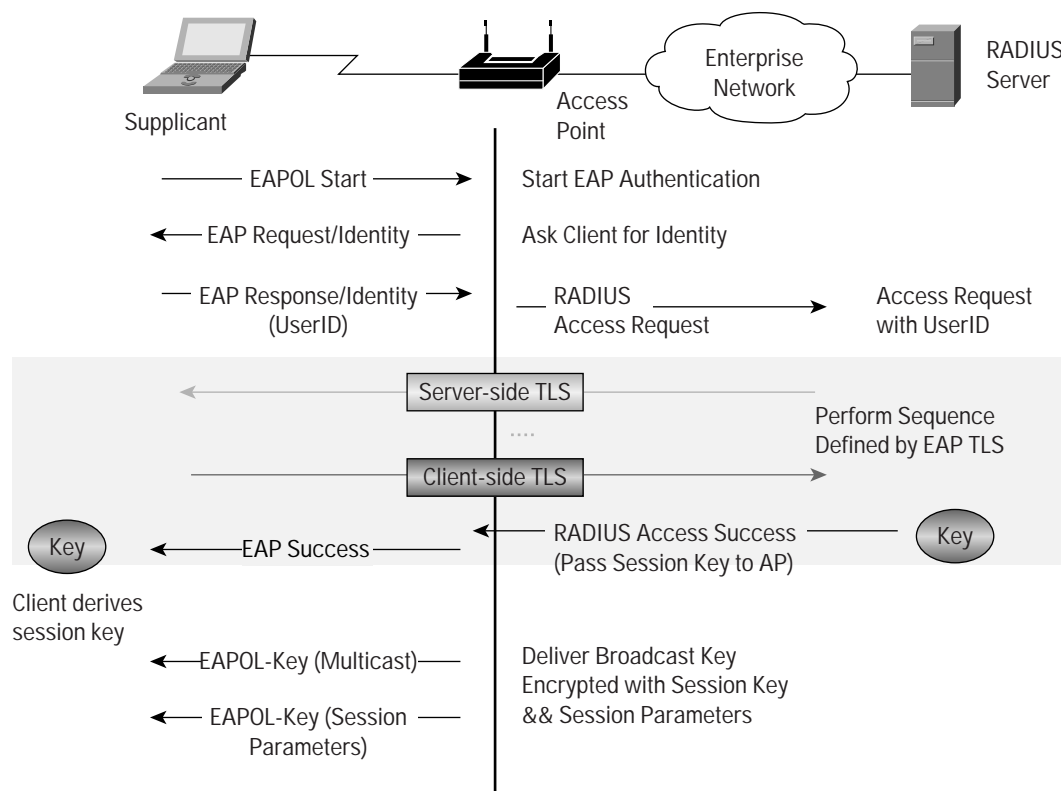 Enterprise
Network
RADIUS
Server
Supplicant
Access
Point
EAPOL Start
Start EAP Authentication
EAP Request/Identity
Ask Client for Identity
EAP Response/Identity
(UserID)
RADIUS
Access Request
Access Request
with UserID
Server-side TLS
....
Perform Sequence
Defined by EAP TLS
Client-side TLS
Key
EAP Success
RADIUS Access Success
(Pass Session Key to AP)
Key
Client derives
session key
EAPOL-Key (Multicast)
Deliver Broadcast Key
Encrypted with Session Key
&& Session Parameters
EAPOL-Key (Session
Parameters)